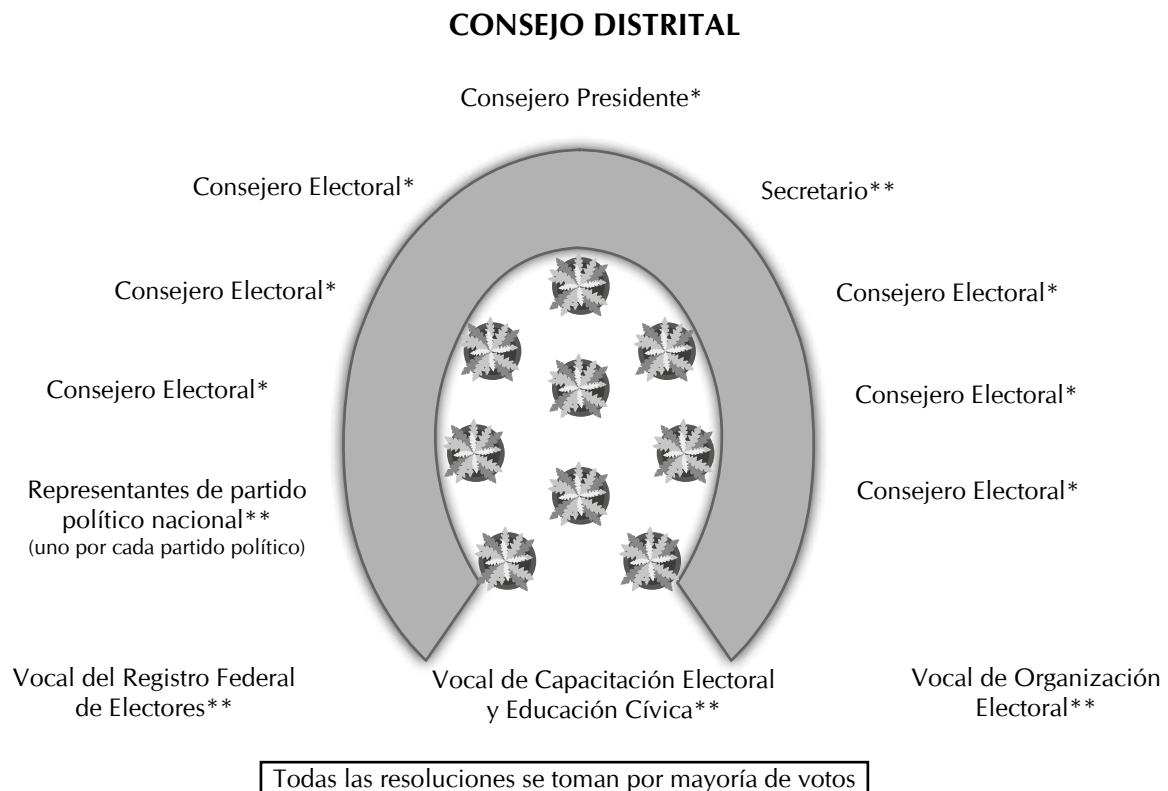 CONSEJO DISTRITAL
Consejero Presidente*
Consejero Electoral*
Secretario**
Consejero Electoral*
Consejero Electoral*
Consejero Electoral*
Consejero Electoral*
Representantes de partido
político nacional**
(uno por cada partido político)
Consejero Electoral*
Vocal del Registro Federal
de Electores**
Vocal de Capacitación Electoral
y Educación Cívica**
Vocal de Organización
Electoral**
Todas las resoluciones se toman por mayoría de votos